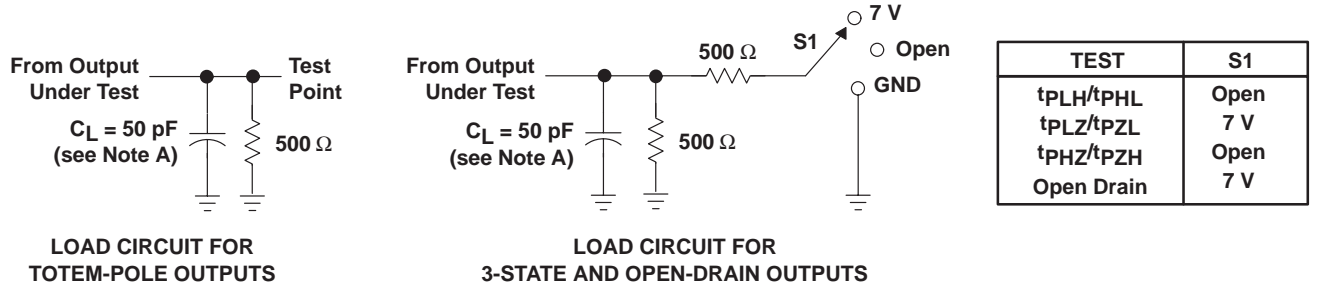 From Output
Under Test
Test
Point
CL = 50 pF
(see Note A)
500 Ω
LOAD CIRCUIT FOR
TOTEM-POLE OUTPUTS
From Output
Under Test
500 Ω
S1
7 V
Open
GND
CL = 50 pF
(see Note A)
500 Ω
LOAD CIRCUIT FOR
3-STATE AND OPEN-DRAIN OUTPUTS
TEST S1
tPLH/tPHL Open
tPLZ/tPZL 7 V
tPHZ/tPZH Open
Open Drain 7 V